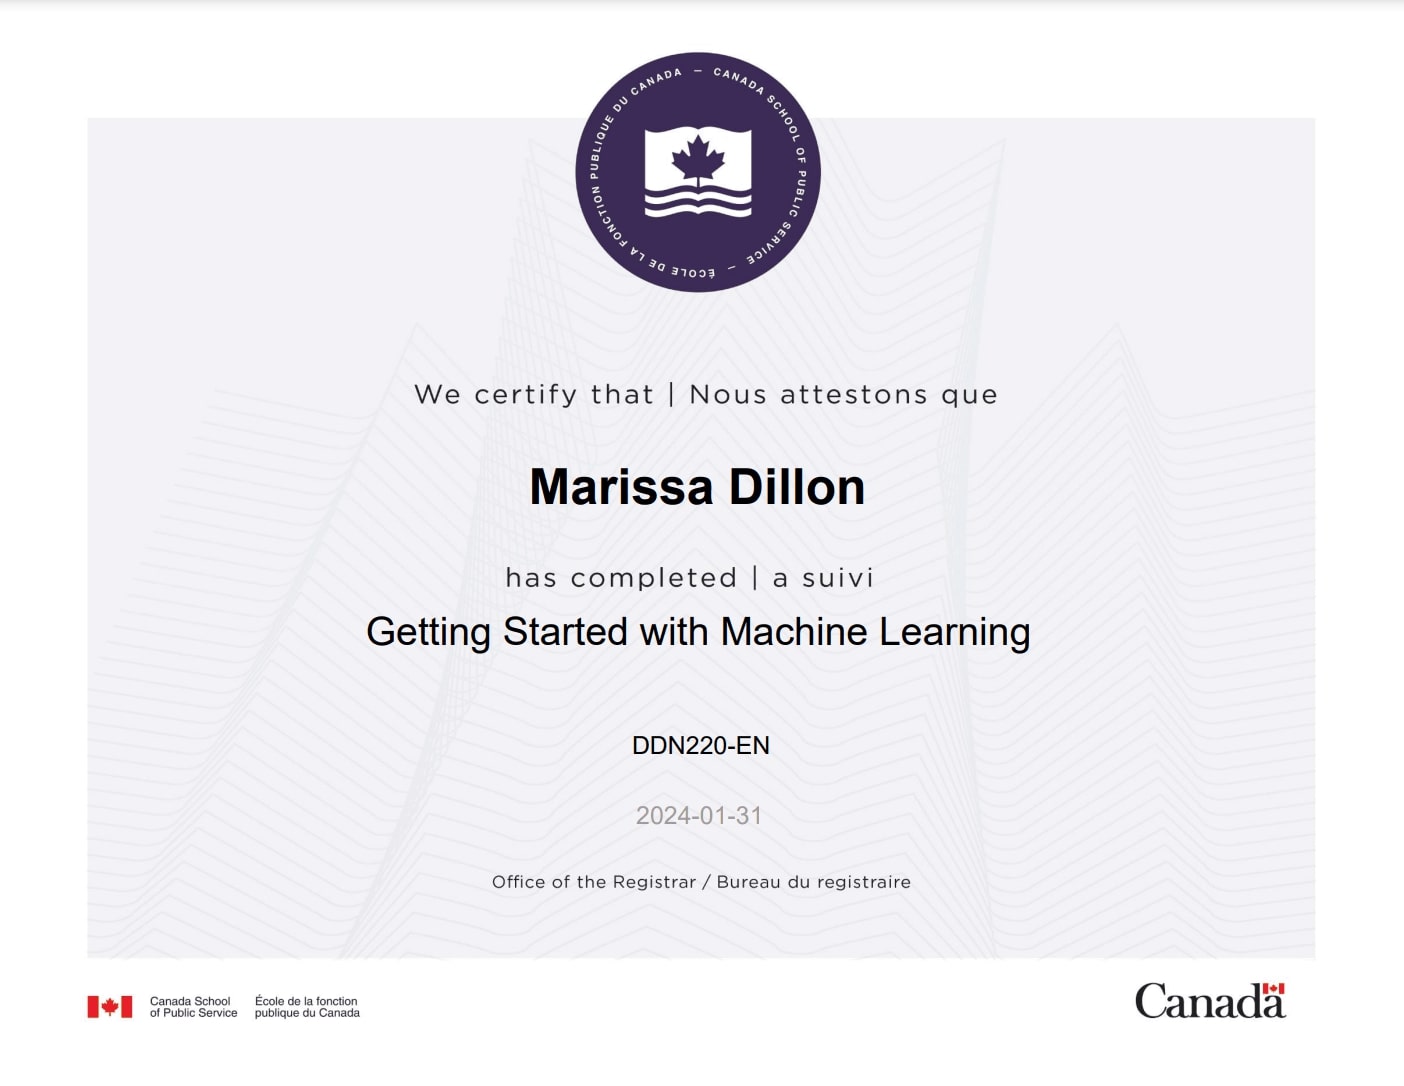 CANADA SCHOOL OF PUBLIC SERVICE — ÉCOLE DE LA FONCTION PUBLIQUE DU CANADA —
We certify that | Nous attestons que
Marissa Dillon
has completed | a suivi
Getting Started with Machine Learning
DDN220-EN
2024-01-31
Office of the Registrar / Bureau du registraire
Canada School
of Public Service
École de la fonction
publique du Canada
Canada